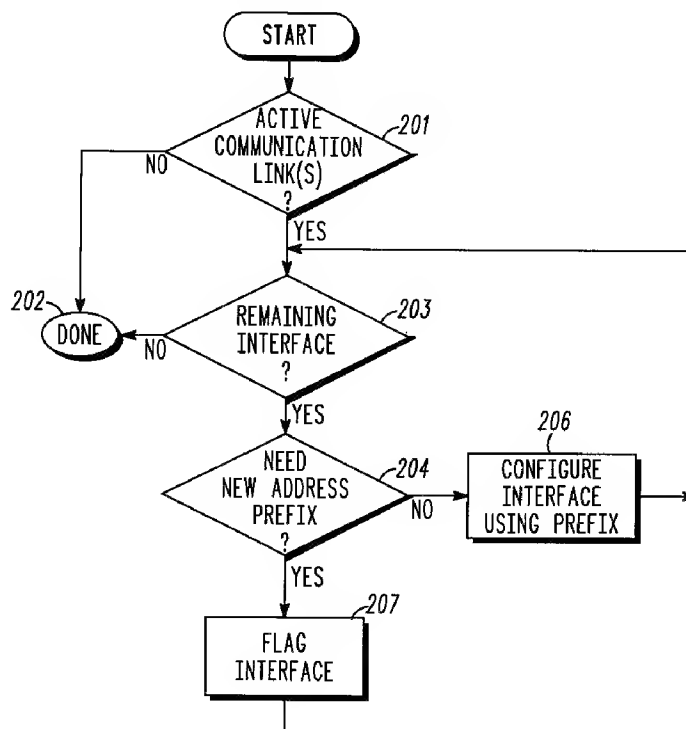 START
ACTIVE
COMMUNICATION
LINK(S)
?
201
NO
YES
202
DONE
REMAINING
INTERFACE
?
203
NO
YES
NEED
NEW ADDRESS
PREFIX
?
204
NO
YES
206
CONFIGURE
INTERFACE
USING PREFIX
207
FLAG
INTERFACE